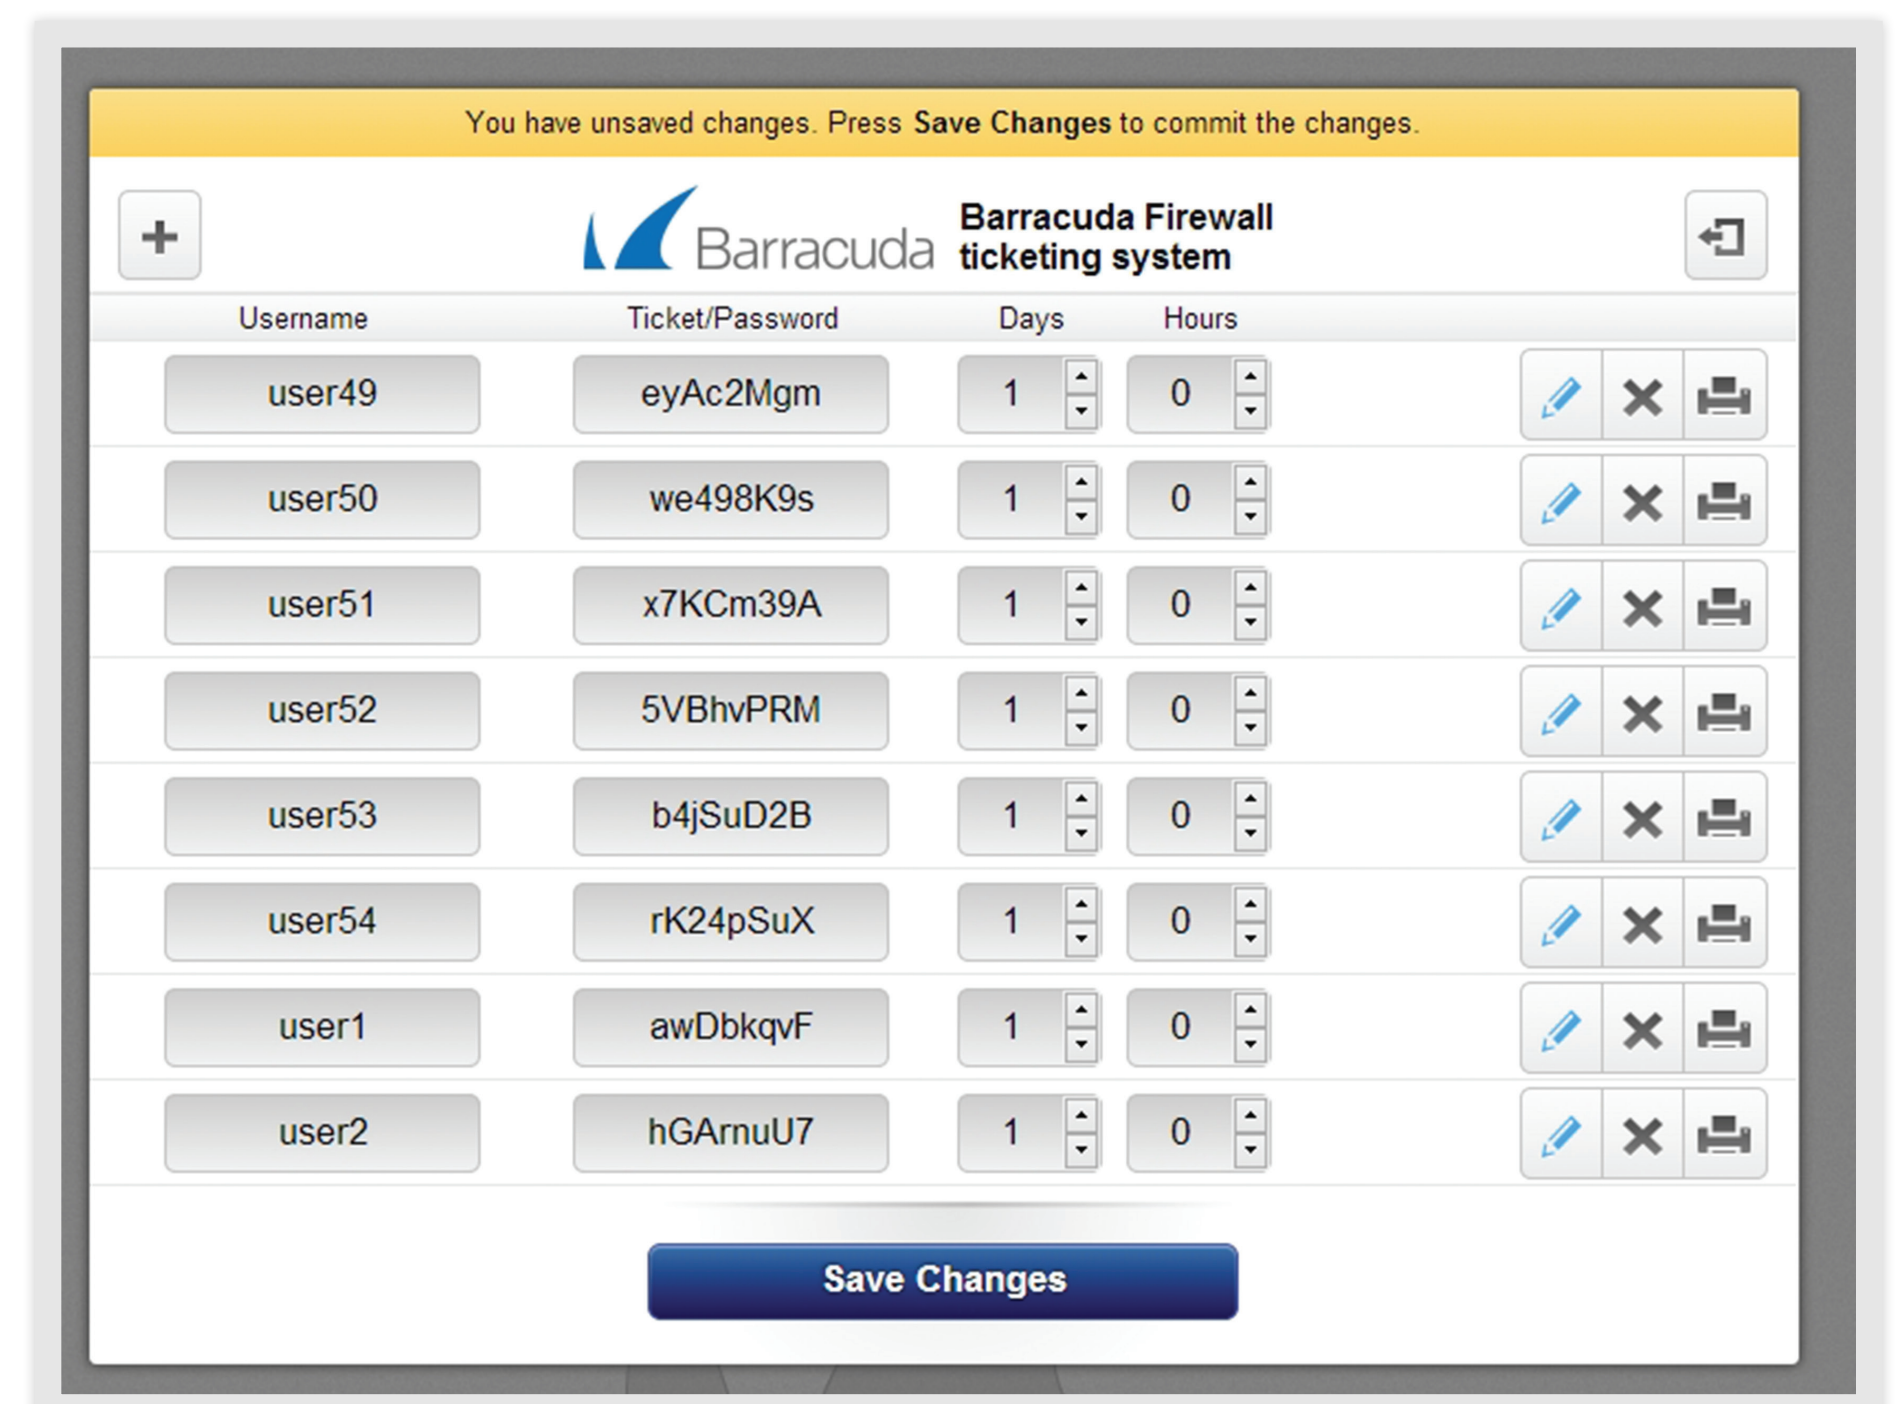 You have unsaved changes. Press Save Changes to commit the changes.
Barracuda
Barracuda Firewall
ticketing system
Username Ticket/Password Days Hours
user49 eyAc2Mgm 1 0
user50 we498K9s 1 0
user51 x7KCm39A 1 0
user52 5VBhvPRM 1 0
user53 b4jSuD2B 1 0
user54 rK24pSuX 1 0
user1 awDbkqvF 1 0
user2 hGArnuU7 1 0
Save Changes